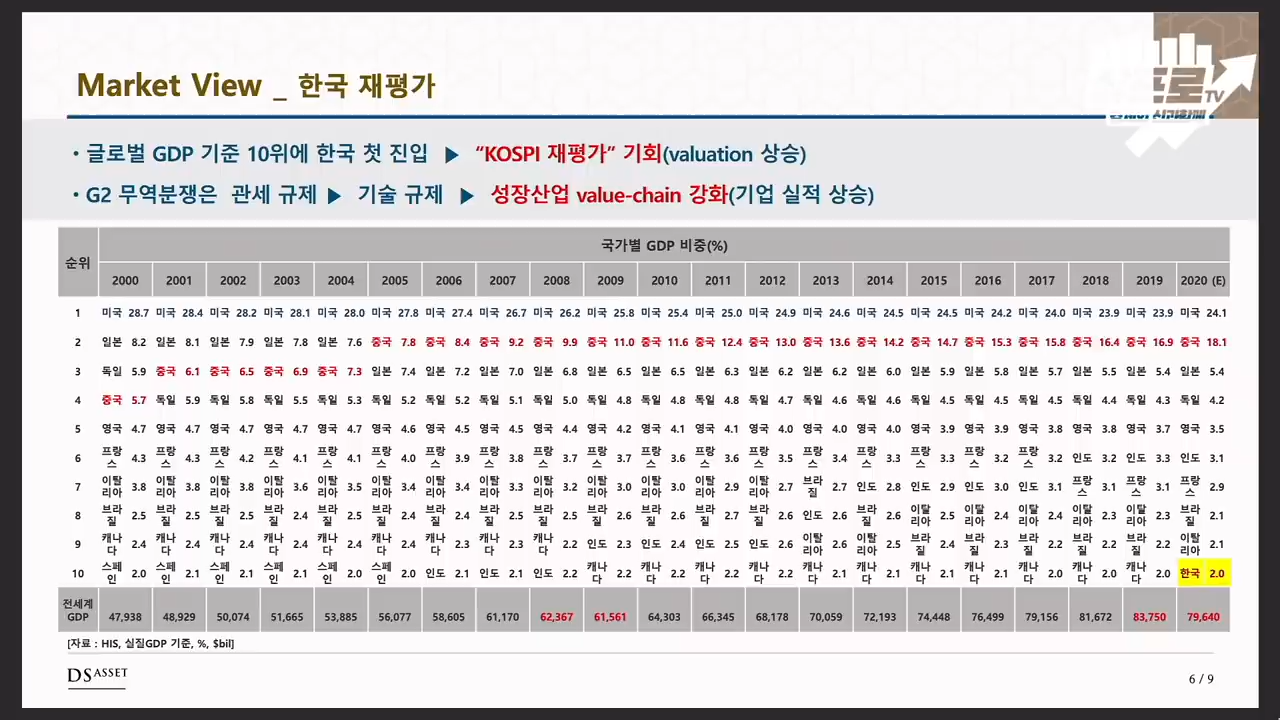 Market View _ 한국 재평가
TV
• 글로벌 GDP 기준 10위에 한국 첫 진입 ▶ “KOSPI 재평가” 기회(valuation 상승)
• G2 무역분쟁은 관세 규제 ▶ 기술 규제 ▶ 성장산업 value-chain 강화(기업 실적 상승)
순위 국가별 GDP 비중(%)
2000 2001 2002 2003 2004 2005 2006 2007 2008 2009 2010 2011 2012 2013 2014 2015 2016 2017 2018 2019 2020 (E)
1 미국 28.7 미국 28.4 미국 28.2 미국 28.1 미국 28.0 미국 27.8 미국 27.4 미국 26.7 미국 26.2 미국 25.8 미국 25.4 미국 25.0 미국 24.9 미국 24.6 미국 24.5 미국 24.5 미국 24.2 미국 24.0 미국 23.9 미국 23.9 미국 24.1
2 일본 8.2 일본 8.1 일본 7.9 일본 7.8 일본 7.6 중국 7.8 중국 8.4 중국 9.2 중국 9.9 중국 11.0 중국 11.6 중국 12.4 중국 13.0 중국 13.6 중국 14.2 중국 14.7 중국 15.3 중국 15.8 중국 16.4 중국 16.9 중국 18.1
3 독일 5.9 중국 6.1 중국 6.5 중국 6.9 중국 7.3 일본 7.4 일본 7.2 일본 7.0 일본 6.8 일본 6.5 일본 6.5 일본 6.3 일본 6.2 일본 6.2 일본 6.0 일본 5.9 일본 5.8 일본 5.7 일본 5.5 일본 5.4 일본 5.4
4 중국 5.7 독일 5.9 독일 5.8 독일 5.5 독일 5.3 독일 5.2 독일 5.2 독일 5.1 독일 5.0 독일 4.8 독일 4.8 독일 4.8 독일 4.7 독일 4.6 독일 4.6 독일 4.5 독일 4.5 독일 4.5 독일 4.4 독일 4.3 독일 4.2
5 영국 4.7 영국 4.7 영국 4.7 영국 4.7 영국 4.7 영국 4.6 영국 4.5 영국 4.5 영국 4.4 영국 4.2 영국 4.1 영국 4.1 영국 4.0 영국 4.0 영국 4.0 영국 3.9 영국 3.9 영국 3.8 영국 3.8 영국 3.7 영국 3.5
6 프랑스 4.3 프랑스 4.3 프랑스 4.2 프랑스 4.1 프랑스 4.1 프랑스 4.0 프랑스 3.9 프랑스 3.8 프랑스 3.7 프랑스 3.7 프랑스 3.6 프랑스 3.6 프랑스 3.5 프랑스 3.4 프랑스 3.3 프랑스 3.3 프랑스 3.2 프랑스 3.2 인도 3.2 인도 3.3 인도 3.1
7 이탈리아 3.8 이탈리아 3.8 이탈리아 3.8 이탈리아 3.6 이탈리아 3.5 이탈리아 3.4 이탈리아 3.4 이탈리아 3.3 이탈리아 3.2 이탈리아 3.0 이탈리아 3.0 이탈리아 2.9 이탈리아 2.7 브라질 2.7 인도 2.8 인도 2.9 인도 3.0 인도 3.1 프랑스 3.1 프랑스 3.1 프랑스 2.9
8 브라질 2.5 브라질 2.5 브라질 2.5 브라질 2.4 브라질 2.5 브라질 2.4 브라질 2.4 브라질 2.5 브라질 2.5 브라질 2.6 브라질 2.6 브라질 2.7 브라질 2.6 인도 2.6 브라질 2.6 이탈리아 2.5 이탈리아 2.4 이탈리아 2.4 이탈리아 2.3 이탈리아 2.3 브라질 2.1
9 캐나다 2.4 캐나다 2.4 캐나다 2.4 캐나다 2.4 캐나다 2.4 캐나다 2.4 캐나다 2.3 캐나다 2.3 캐나다 2.2 인도 2.3 인도 2.4 인도 2.5 인도 2.6 이탈리아 2.6 이탈리아 2.5 브라질 2.4 브라질 2.3 브라질 2.2 브라질 2.2 브라질 2.2 이탈리아 2.1
10 스페인 2.0 스페인 2.1 스페인 2.1 스페인 2.1 스페인 2.0 스페인 2.0 인도 2.1 인도 2.1 인도 2.2 캐나다 2.2 캐나다 2.2 캐나다 2.2 캐나다 2.2 캐나다 2.1 캐나다 2.1 캐나다 2.1 캐나다 2.1 캐나다 2.0 캐나다 2.0 캐나다 2.0 한국 2.0
전세계 GDP 47,938 48,929 50,074 51,665 53,885 56,077 58,605 61,170 62,367 61,561 64,303 66,345 68,178 70,059 72,193 74,448 76,499 79,156 81,672 83,750 79,640
[자료 : HIS, 실질GDP 기준, %, $bil]
DS ASSET
6 / 9